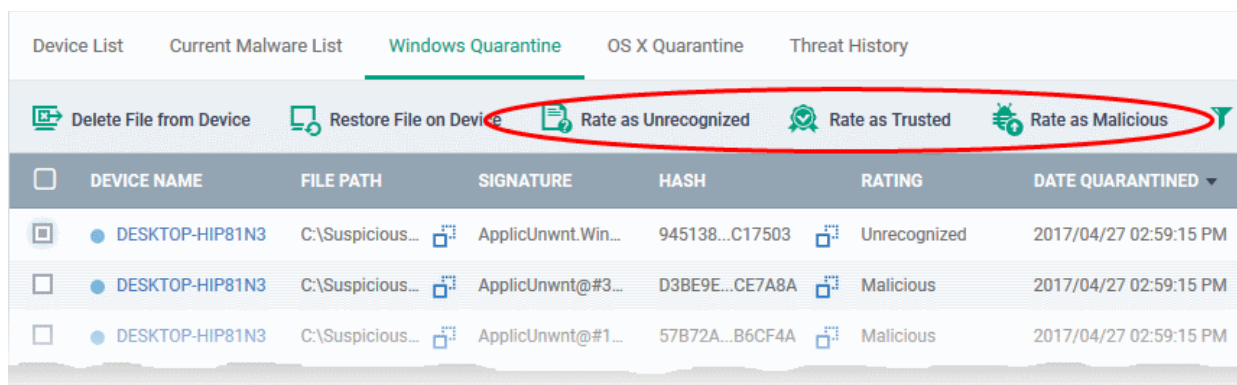 Device List Current Malware List Windows Quarantine OS X Quarantine Threat History
Delete File from Device Restore File on Device Rate as Unrecognized Rate as Trusted Rate as Malicious
DEVICE NAME FILE PATH SIGNATURE HASH RATING DATE QUARANTINED
DESKTOP-HIP81N3 C:\Suspicious... ApplicUnwnt.Win... 945138...C17503 Unrecognized 2017/04/27 02:59:15 PM
DESKTOP-HIP81N3 C:\Suspicious... ApplicUnwnt@#3... D3BE9E...CE7A8A Malicious 2017/04/27 02:59:15 PM
DESKTOP-HIP81N3 C:\Suspicious... ApplicUnwnt@#1... 57B72A...B6CF4A Malicious 2017/04/27 02:59:15 PM